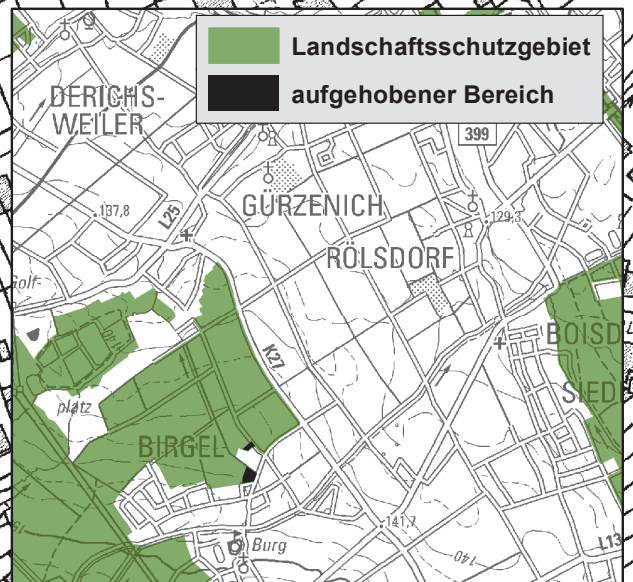 Landschaftsschutzgebiet
aufgehobener Bereich
DERICHS-
WEILER
399
137,8
L25
GÜRZENICH
129,3
RÖLSDORF
Golf-
K27
BOISD
140
SIED
platz
BIRGEL
141,7
Burg
140
L13